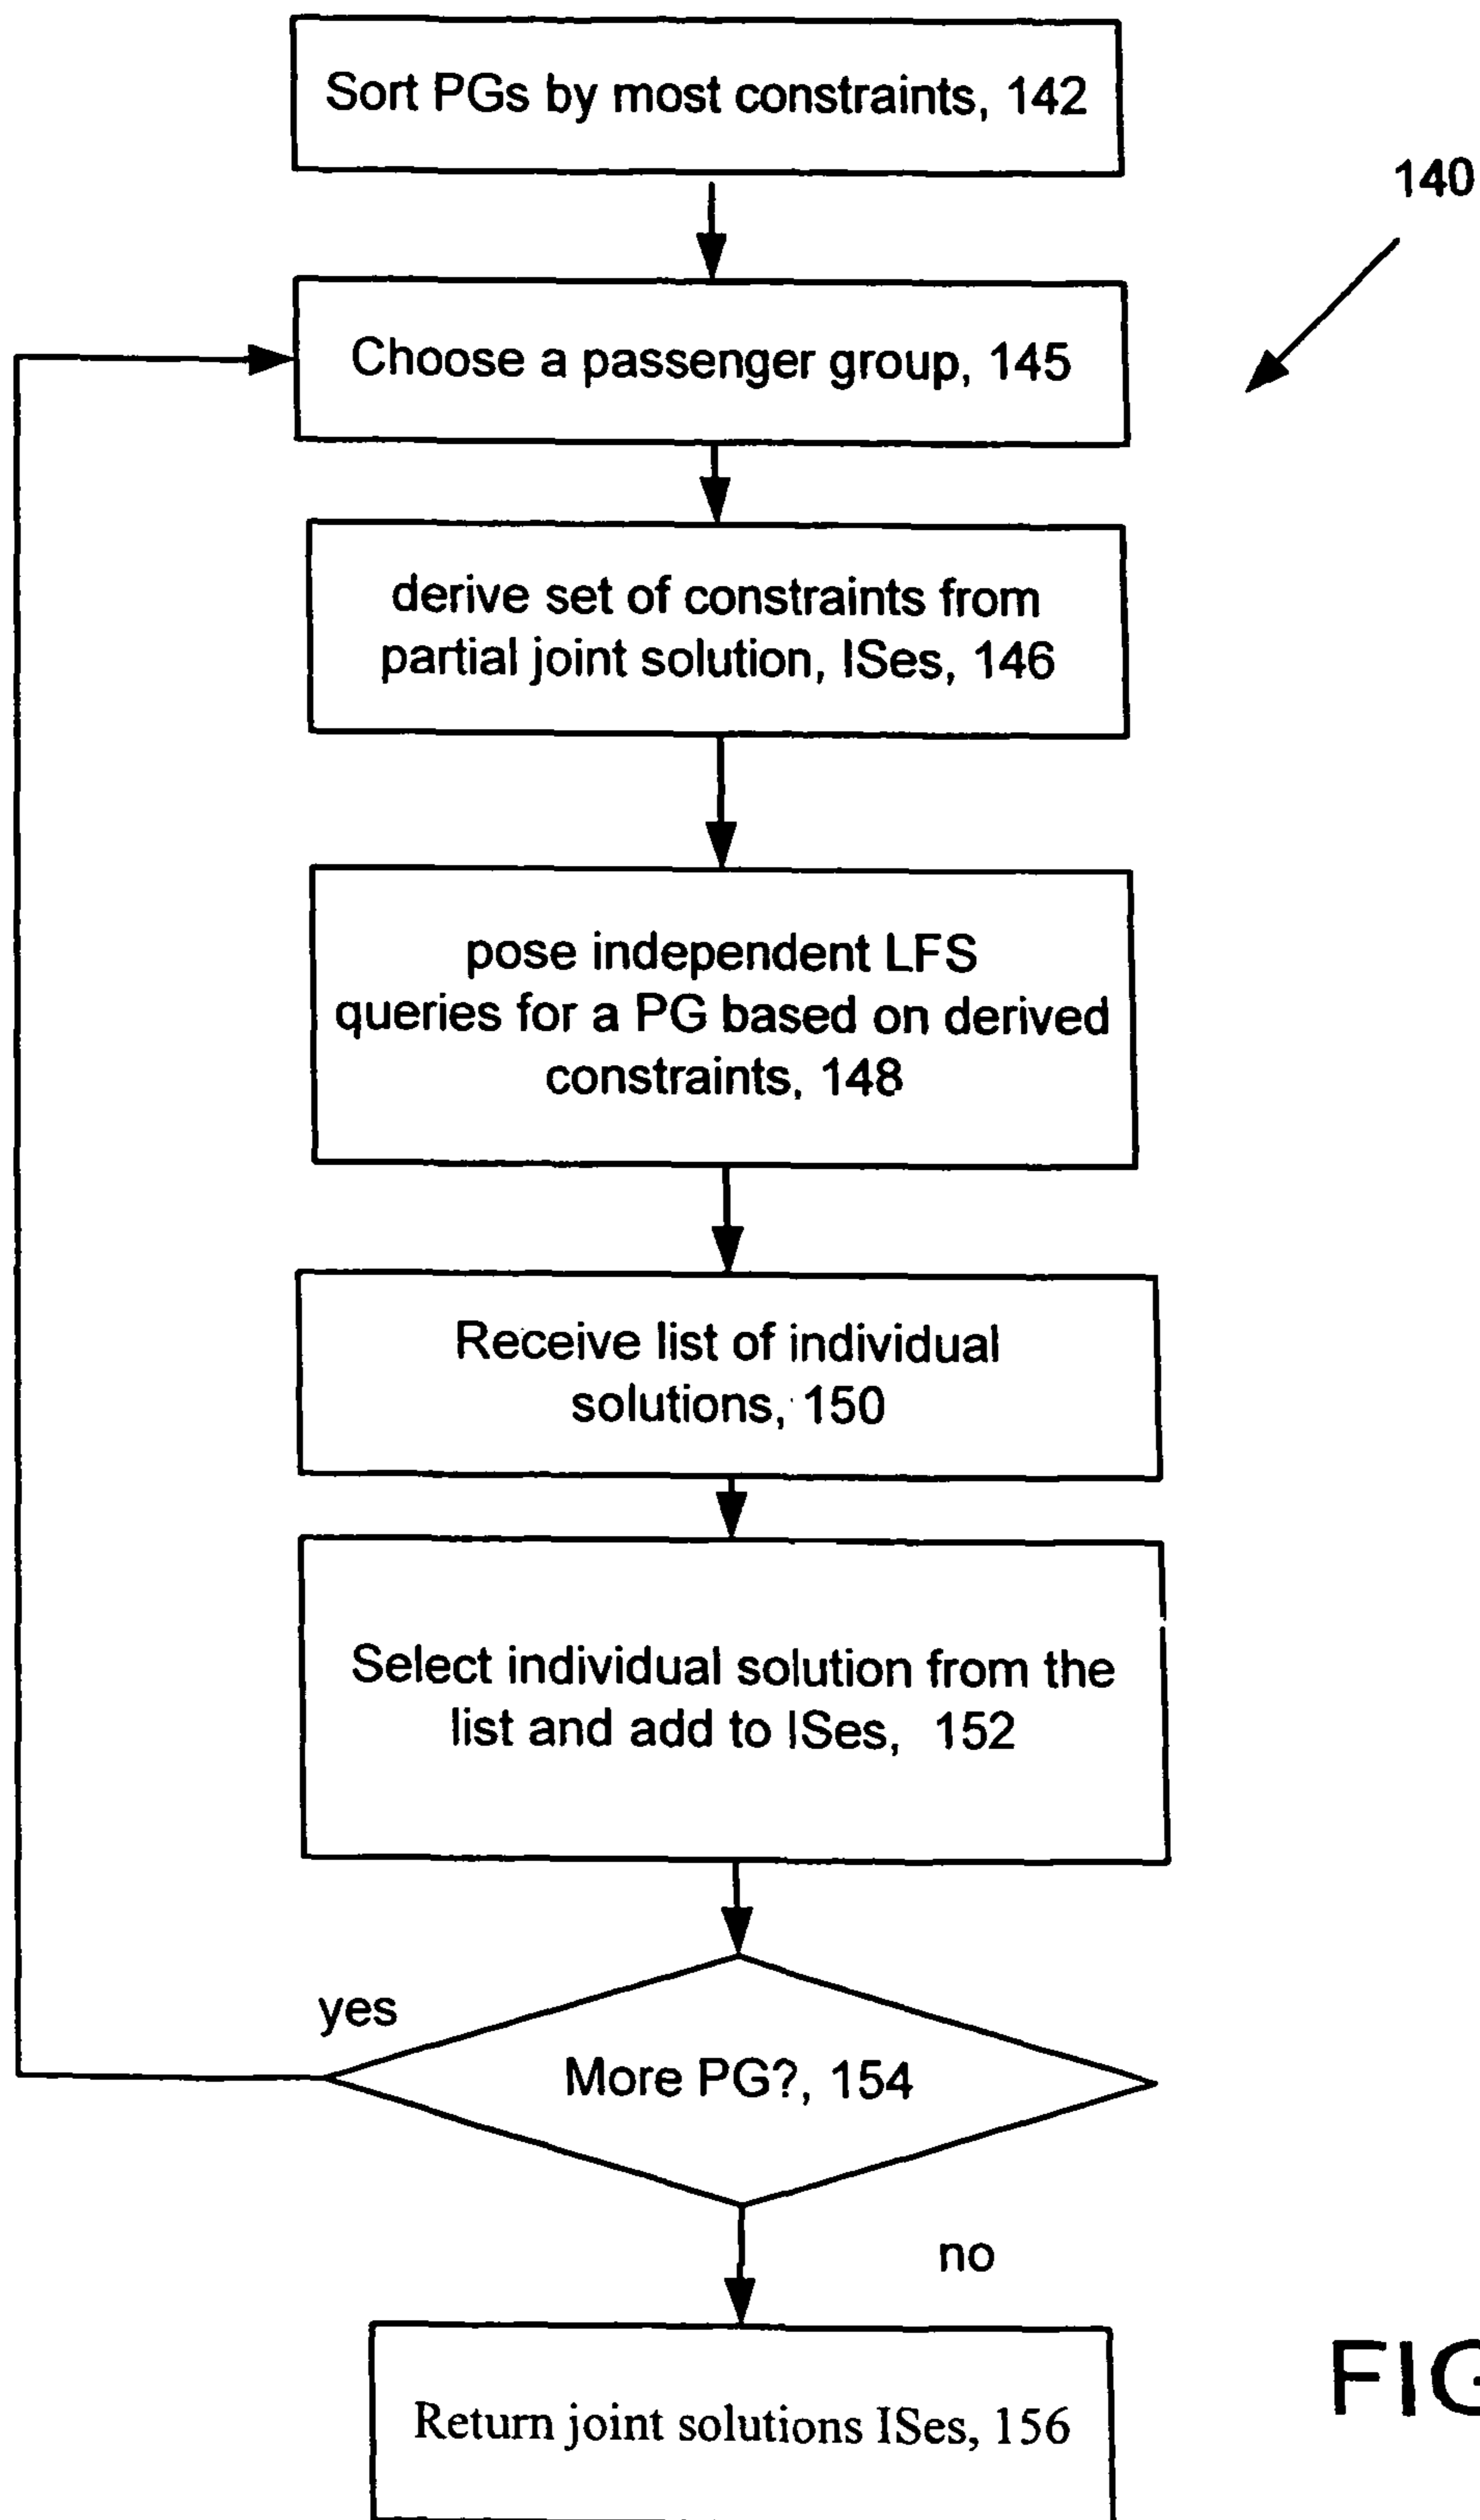 Sort PGs by most constraints, 142
140
Choose a passenger group, 145
derive set of constraints from
partial joint solution, ISes, 146
pose independent LFS
queries for a PG based on derived
constraints, 148
Receive list of individual
solutions, 150
Select individual solution from the
list and add to ISes, 152
yes
More PG?, 154
no
Return joint solutions ISes, 156